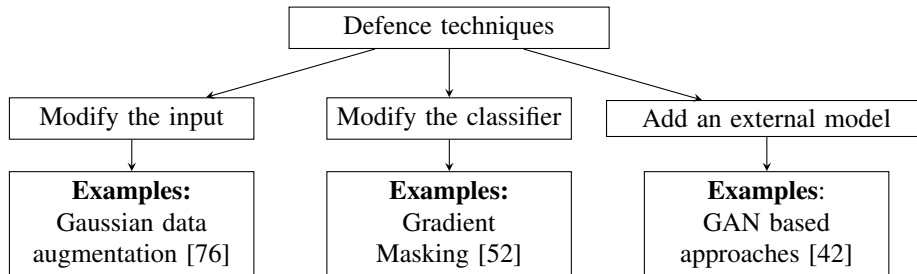 Defence techniques
Modify the input
Modify the classifier
Add an external model
Examples:
Gaussian data
augmentation [76]
Examples:
Gradient
Masking [52]
Examples:
GAN based
approaches [42]